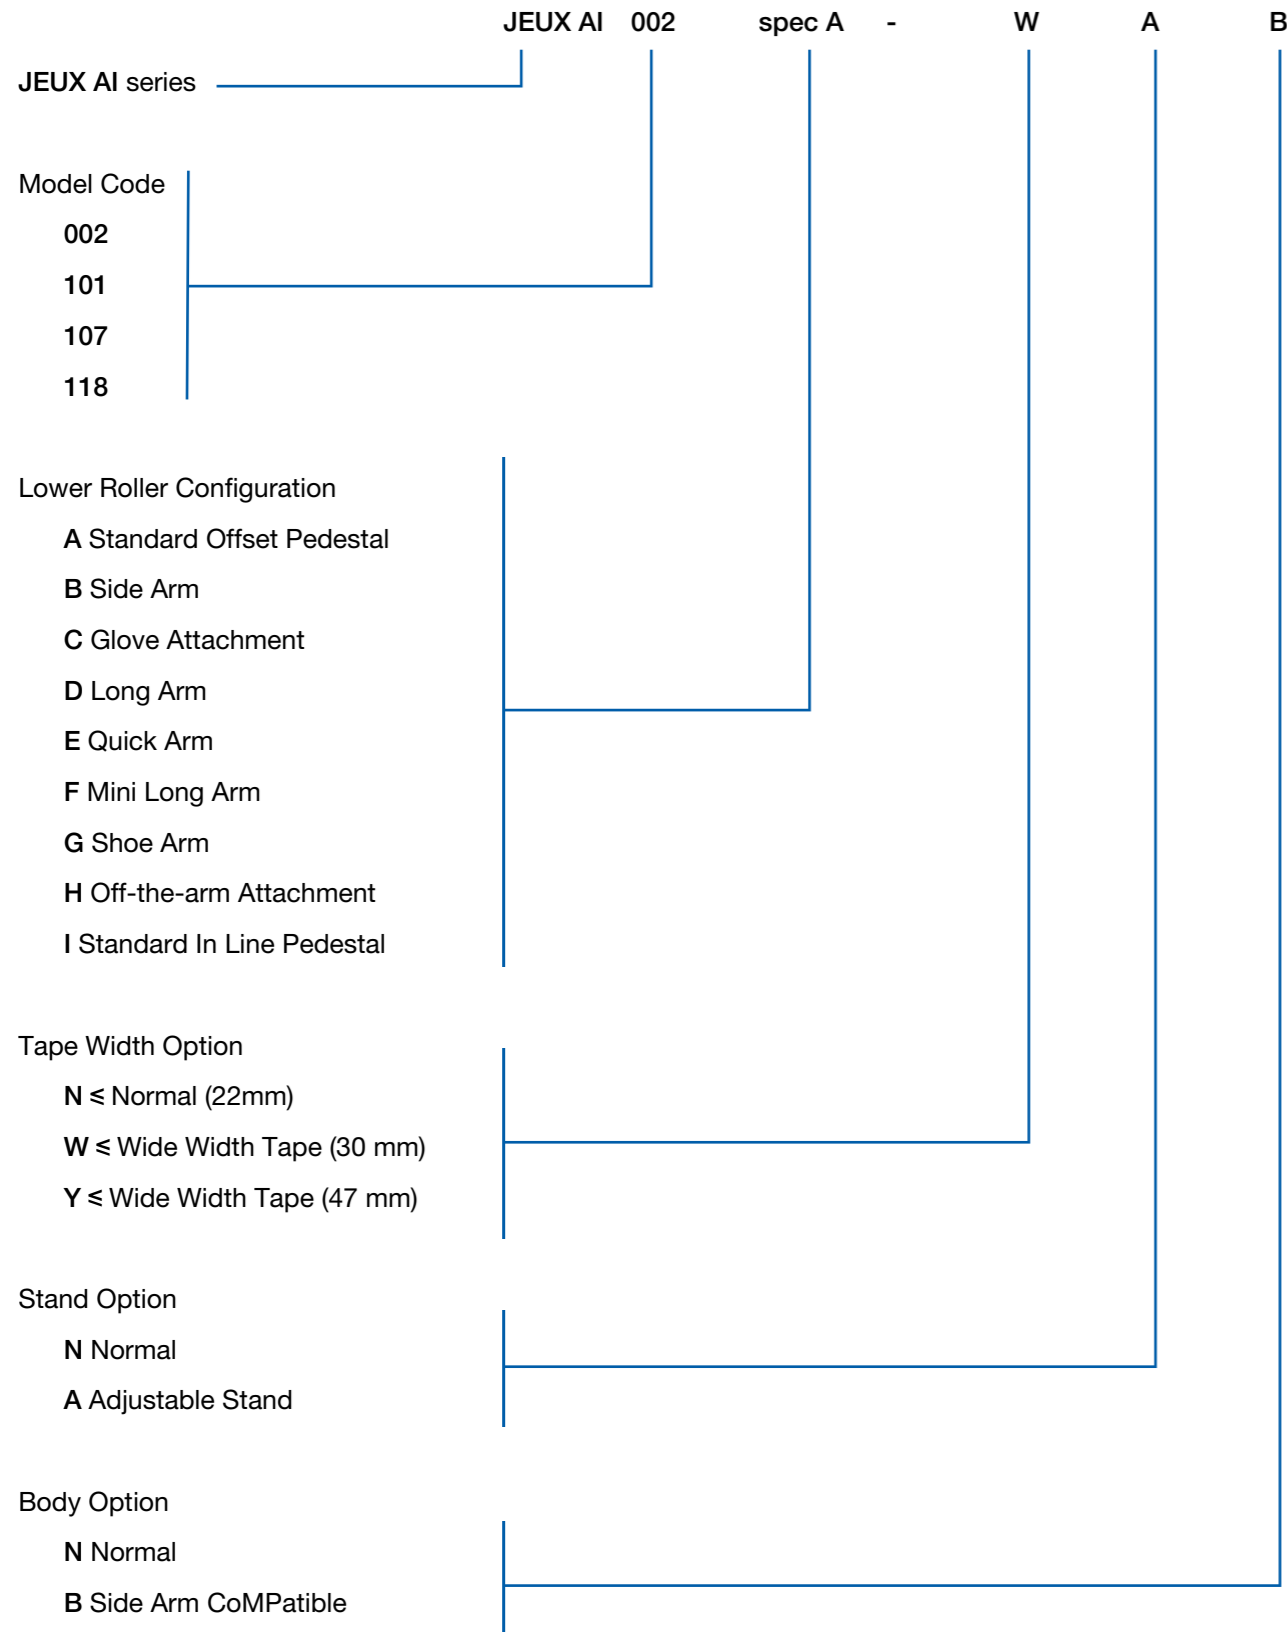 JEUX AI 002 spec A - W A B
JEUX AI series
Model Code
002
101
107
118
Lower Roller Configuration
A Standard Offset Pedestal
B Side Arm
C Glove Attachment
D Long Arm
E Quick Arm
F Mini Long Arm
G Shoe Arm
H Off-the-arm Attachment
I Standard In Line Pedestal
Tape Width Option
N ⩽ Normal (22mm)
W ⩽ Wide Width Tape (30 mm)
Y ⩽ Wide Width Tape (47 mm)
Stand Option
N Normal
A Adjustable Stand
Body Option
N Normal
B Side Arm CoMPatible